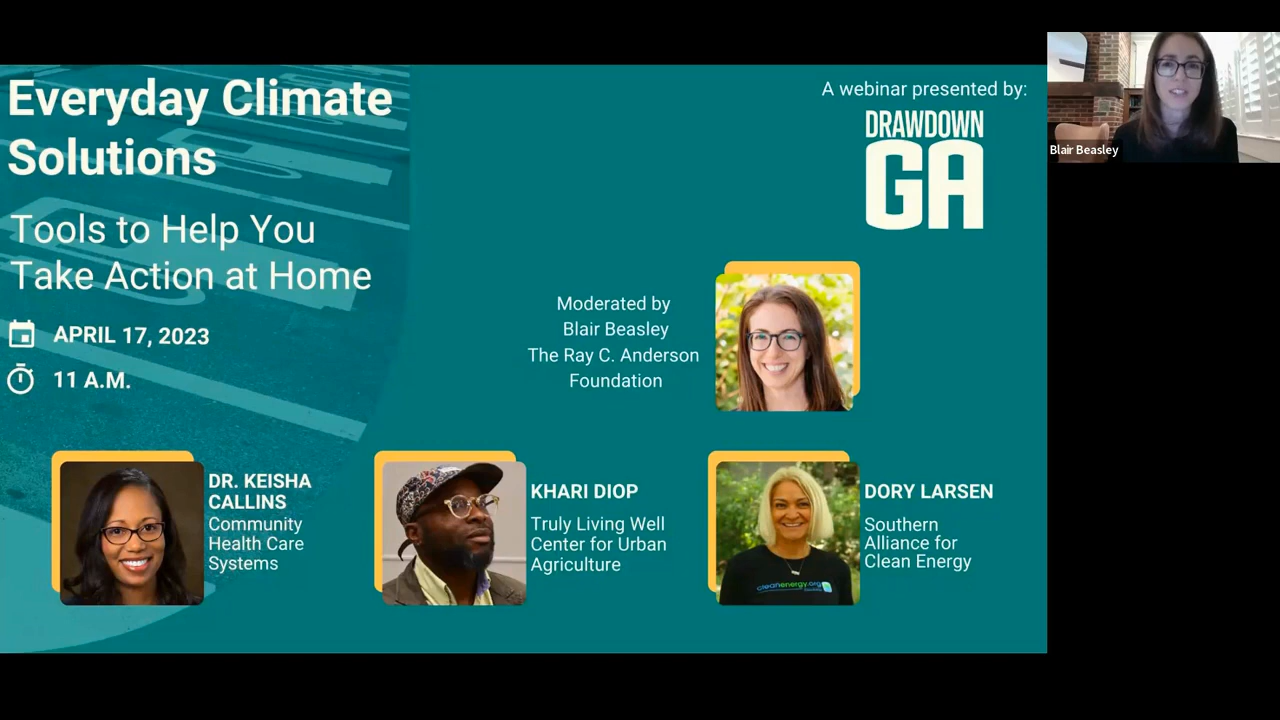 Everyday Climate
Solutions
Tools to Help You
Take Action at Home
APRIL 17, 2023
11 A.M.
A webinar presented by:
DRAWDOWN
GA
Moderated by
Blair Beasley
The Ray C. Anderson
Foundation
DR. KEISHA
CALLINS
Community
Health Care
Systems
KHARI DIOP
Truly Living Well
Center for Urban
Agriculture
cleanenergy.org
DORY LARSEN
Southern
Alliance for
Clean Energy
Blair Beasley